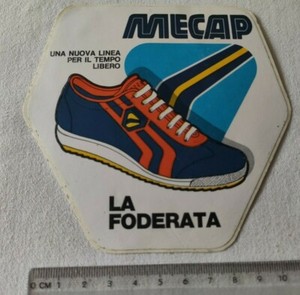 MECAP
UNA NUOVA LINEA
PER IL TEMPO
LIBERO
LA
FODERATA
0 CM 1 2 3 4 5 6 7 8 9 10